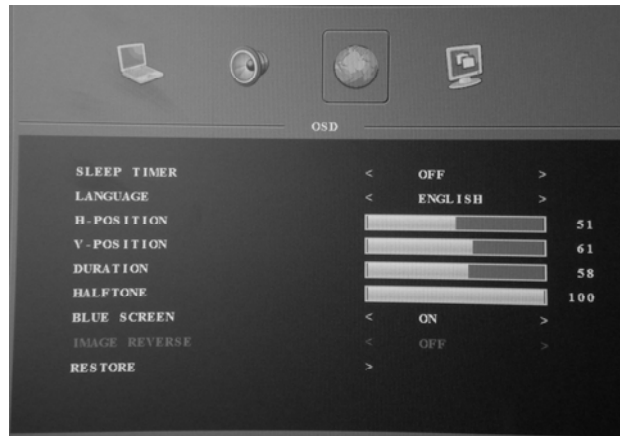 OSD
SLEEP TIMER < OFF >
LANGUAGE < ENGLISH >
H-POSITION 51
V-POSITION 61
DURATION 58
HALFTONE 100
BLUE SCREEN < ON >
IMAGE REVERSE < OFF >
RESTORE >